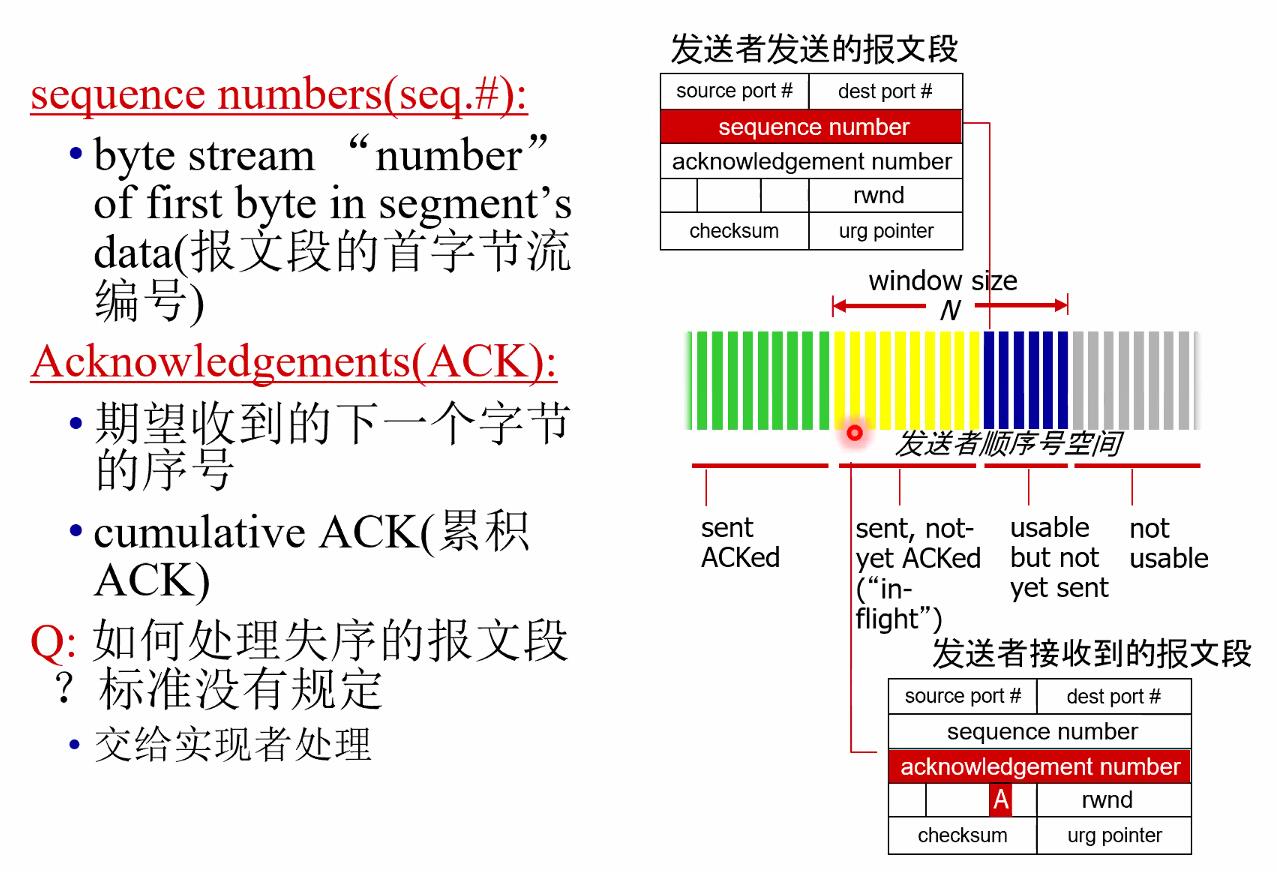 sequence numbers(seq.#):
• byte stream “number”
of first byte in segment’s
data(报文段的首字节流
编号)
Acknowledgements(ACK):
• 期望收到的下一个字节
的序号
• cumulative ACK(累积
ACK)
Q: 如何处理失序的报文段
？标准没有规定
• 交给实现者处理
发送者发送的报文段
source port # dest port #
sequence number
acknowledgement number
rwnd
checksum urg pointer
window size
N
发送者顺序号空间
sent
ACKed
sent, not-
yet ACKed
(“in-
flight”)
usable
but not
yet sent
not
usable
发送者接收到的报文段
source port # dest port #
sequence number
acknowledgement number
A rwnd
checksum urg pointer